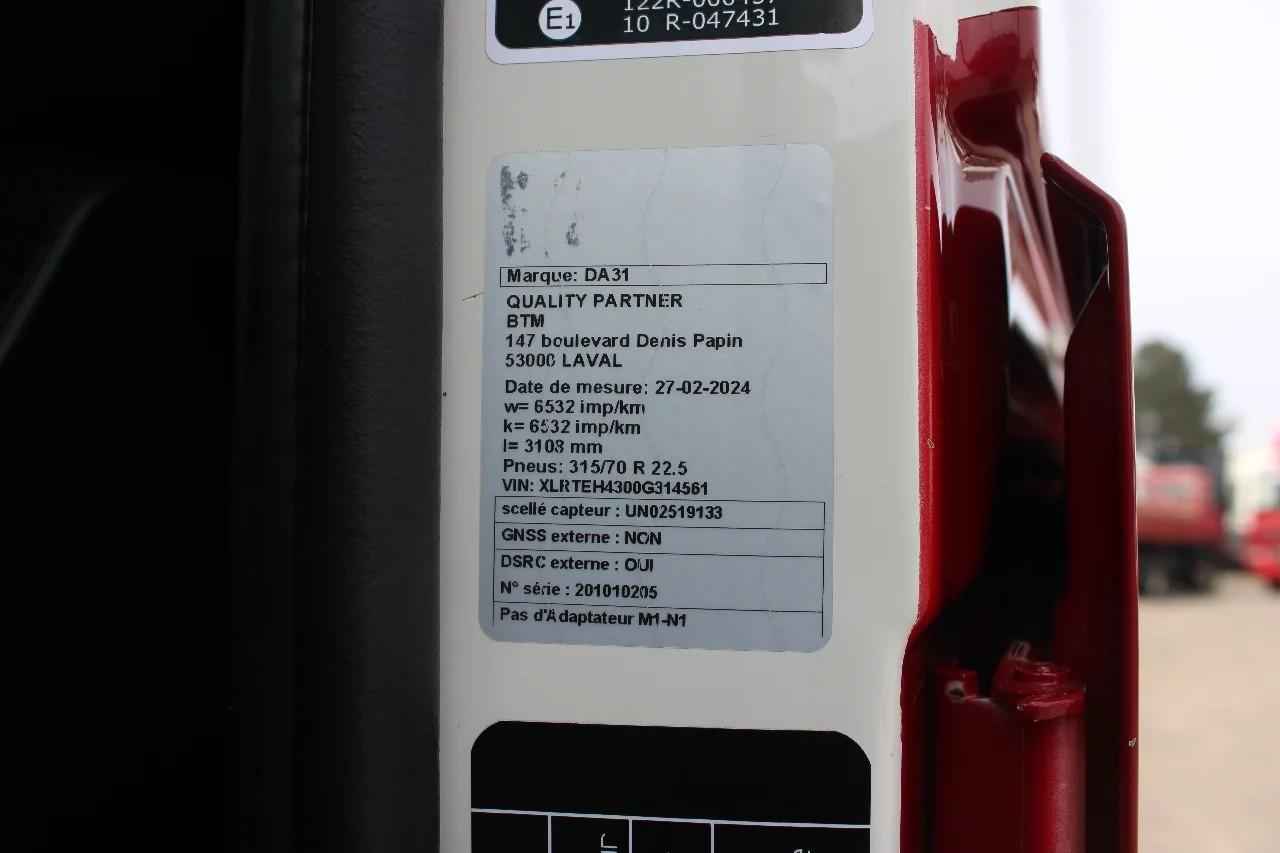 E1
10 R-047431
Marque: DA31
QUALITY PARTNER
BTM
147 boulevard Denis Papin
53000 LAVAL
Date de mesure: 27-02-2024
w= 6532 imp/km
k= 6532 imp/km
l= 3108 mm
Pneus: 315/70 R 22.5
VIN: XLRTEH4300G314561
scellé capteur : UN02519133
GNSS externe : NON
DSRC externe : OUI
N° série : 201010205
Pas d'Adaptateur M1-N1